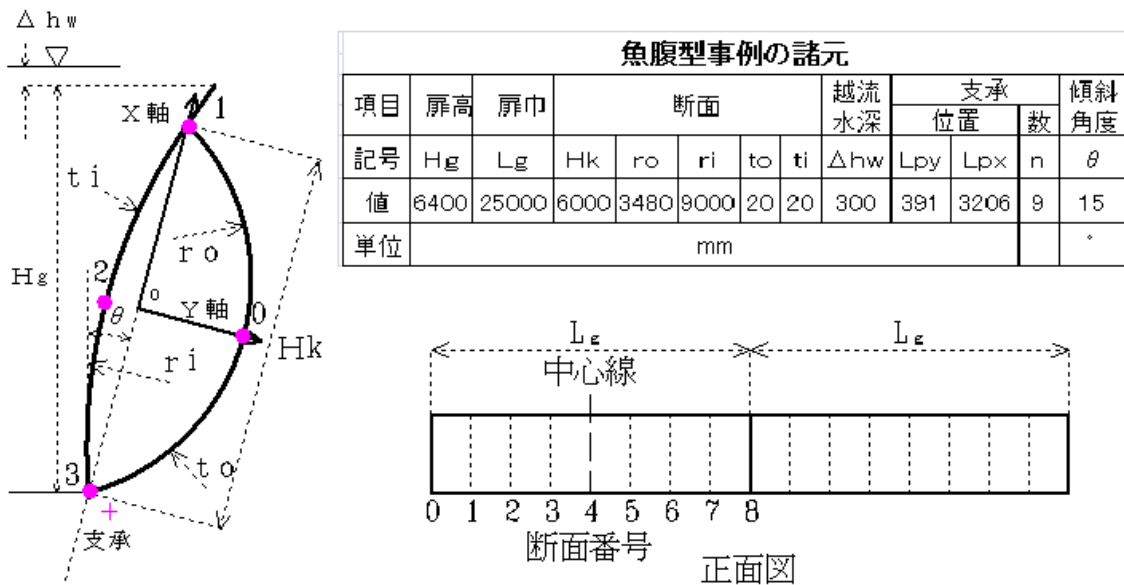 Δhw
X軸
1
ti
ro
Hg
2
o
Y軸
0
θ
Hk
ri
3
to
支承
魚腹型事例の諸元
項目 扉高 扉巾 断面 越流水深 支承 傾斜角度
位置 数
記号 Hg Lg Hk ro ri to ti Δhw Lpy Lpx n θ
値 6400 25000 6000 3480 9000 20 20 300 391 3206 9 15
単位 mm °
Lg Lg
中心線
0 1 2 3 4 5 6 7 8
断面番号
正面図